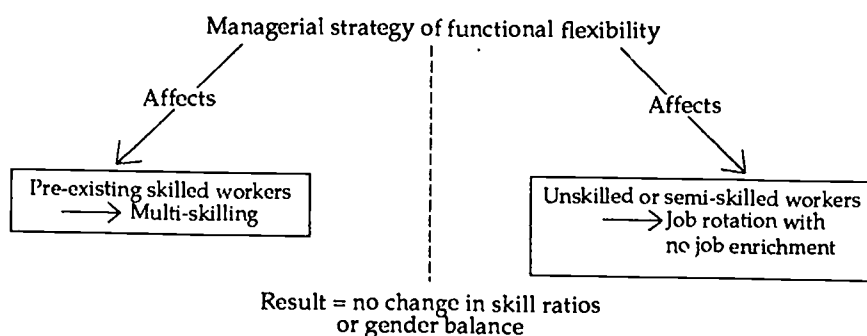 Managerial strategy of functional flexibility
Affects
Affects
Pre-existing skilled workers
Multi-skilling
Unskilled or semi-skilled workers
Job rotation with
no job enrichment
Result = no change in skill ratios
or gender balance